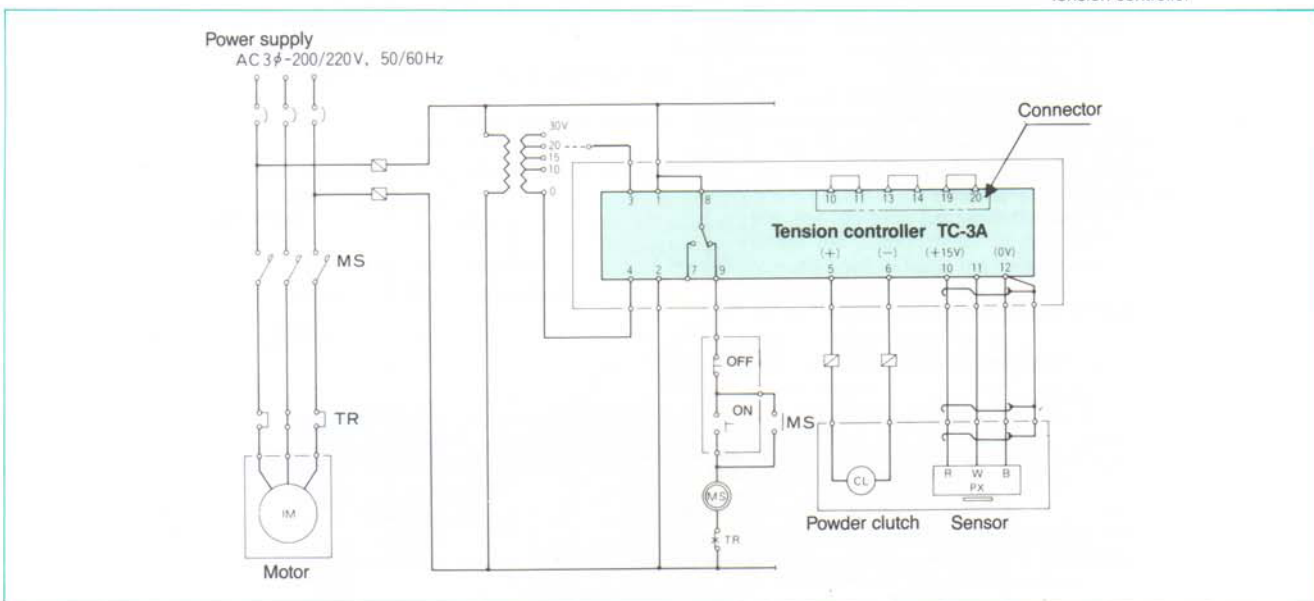 Tension controller
Power supply
AC 3φ-200/220V, 50/60Hz
Connector
30V
20
15
10
0
3 1 8 10 11 13 14 19 20
Tension controller TC-3A
(+) (−) (+15V) (0V)
4 2 7 9 5 6 10 11 12
MS
OFF
ON
MS
TR
R W B
CL
PX
MS
IM
TR
Powder clutch
Sensor
Motor